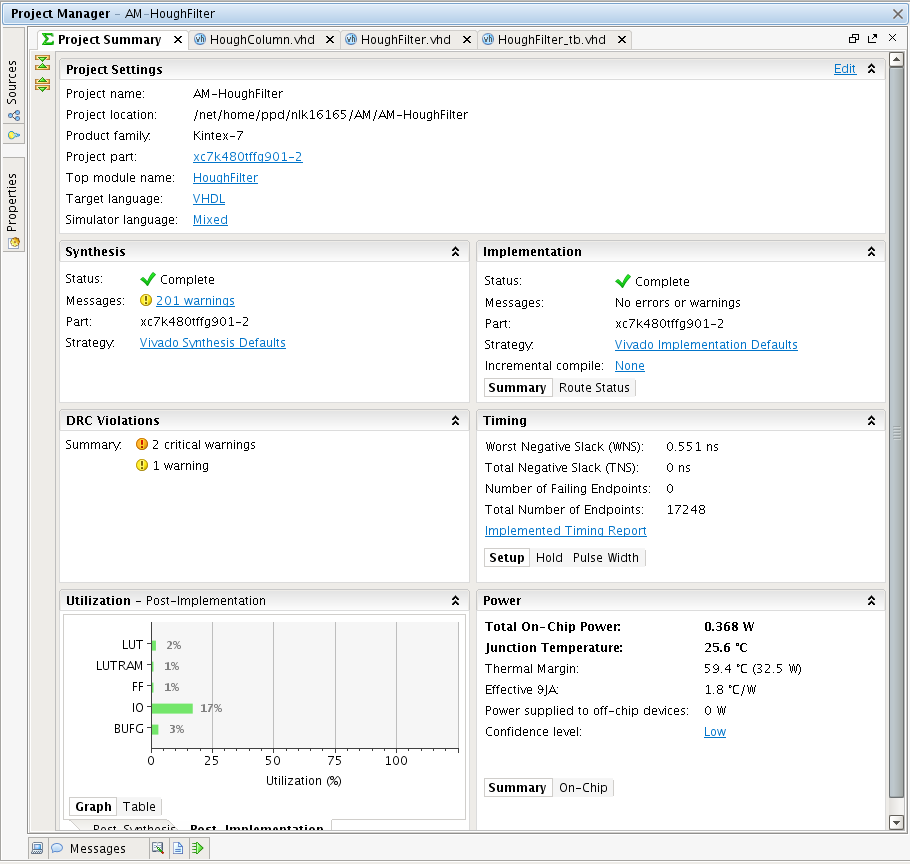 Project Manager - AM-HoughFilter
Project Summary
HoughColumn.vhd
HoughFilter.vhd
HoughFilter_tb.vhd
Sources
Properties
Project Settings
Edit
Project name: AM-HoughFilter
Project location: /net/home/ppd/nlk16165/AM/AM-HoughFilter
Product family: Kintex-7
Project part: xc7k480tffg901-2
Top module name: HoughFilter
Target language: VHDL
Simulator language: Mixed
Synthesis
Status: Complete
Messages: 201 warnings
Part: xc7k480tffg901-2
Strategy: Vivado Synthesis Defaults
Implementation
Status: Complete
Messages: No errors or warnings
Part: xc7k480tffg901-2
Strategy: Vivado Implementation Defaults
Incremental compile: None
Summary Route Status
DRC Violations
Summary: 2 critical warnings
1 warning
Timing
Worst Negative Slack (WNS): 0.551 ns
Total Negative Slack (TNS): 0 ns
Number of Failing Endpoints: 0
Total Number of Endpoints: 17248
Implemented Timing Report
Setup Hold Pulse Width
Utilization - Post-Implementation
LUT 2%
LUTRAM 1%
FF 1%
IO 17%
BUFG 3%
0 25 50 75 100
Utilization (%)
Graph Table
Post-Synthesis Post-Implementation
Power
Total On-Chip Power: 0.368 W
Junction Temperature: 25.6 °C
Thermal Margin: 59.4 °C (32.5 W)
Effective ϑJA: 1.8 °C/W
Power supplied to off-chip devices: 0 W
Confidence level: Low
Summary On-Chip
Messages